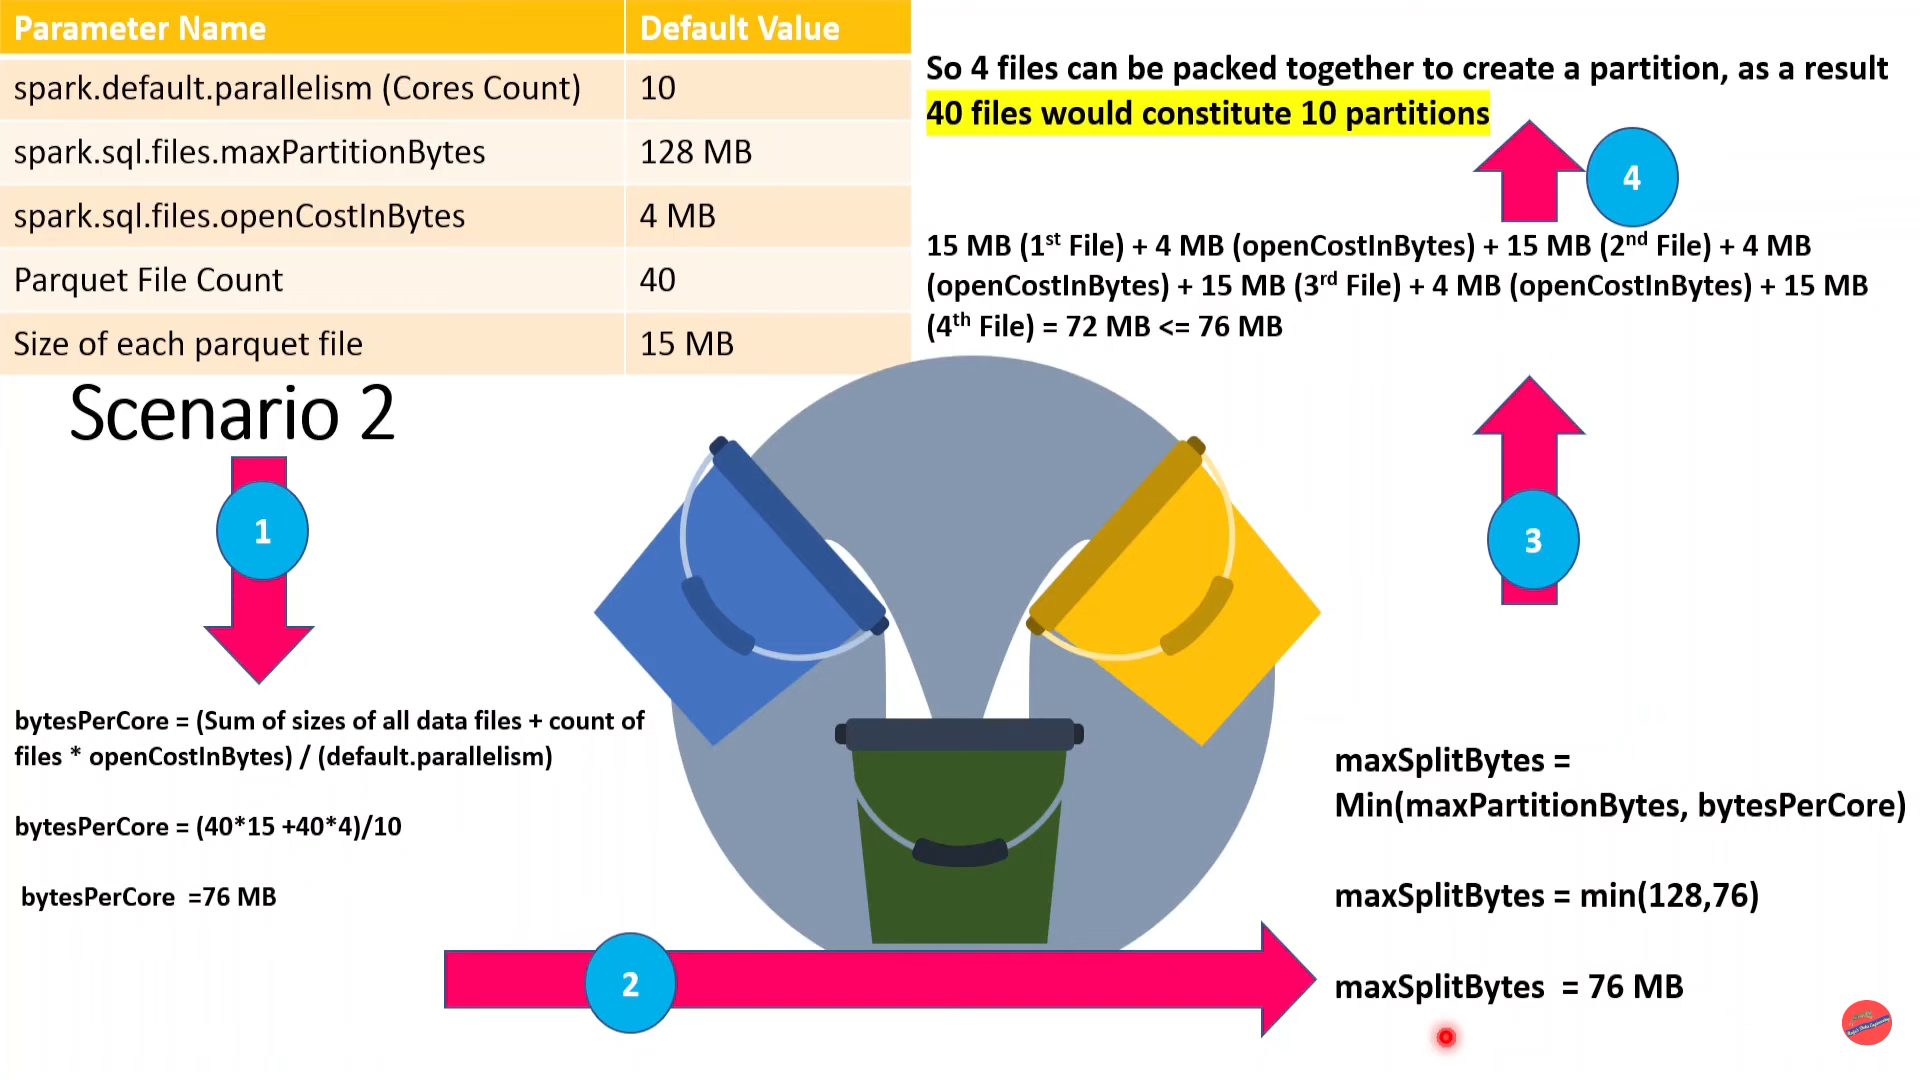 Parameter Name Default Value
spark.default.parallelism (Cores Count) 10
spark.sql.files.maxPartitionBytes 128 MB
spark.sql.files.openCostInBytes 4 MB
Parquet File Count 40
Size of each parquet file 15 MB
Scenario 2
1
bytesPerCore = (Sum of sizes of all data files + count of
files * openCostInBytes) / (default.parallelism)
bytesPerCore = (40*15 +40*4)/10
bytesPerCore =76 MB
2
maxSplitBytes =
Min(maxPartitionBytes, bytesPerCore)
maxSplitBytes = min(128,76)
maxSplitBytes = 76 MB
3
15 MB (1st File) + 4 MB (openCostInBytes) + 15 MB (2nd File) + 4 MB
(openCostInBytes) + 15 MB (3rd File) + 4 MB (openCostInBytes) + 15 MB
(4th File) = 72 MB <= 76 MB
4
So 4 files can be packed together to create a partition, as a result
40 files would constitute 10 partitions